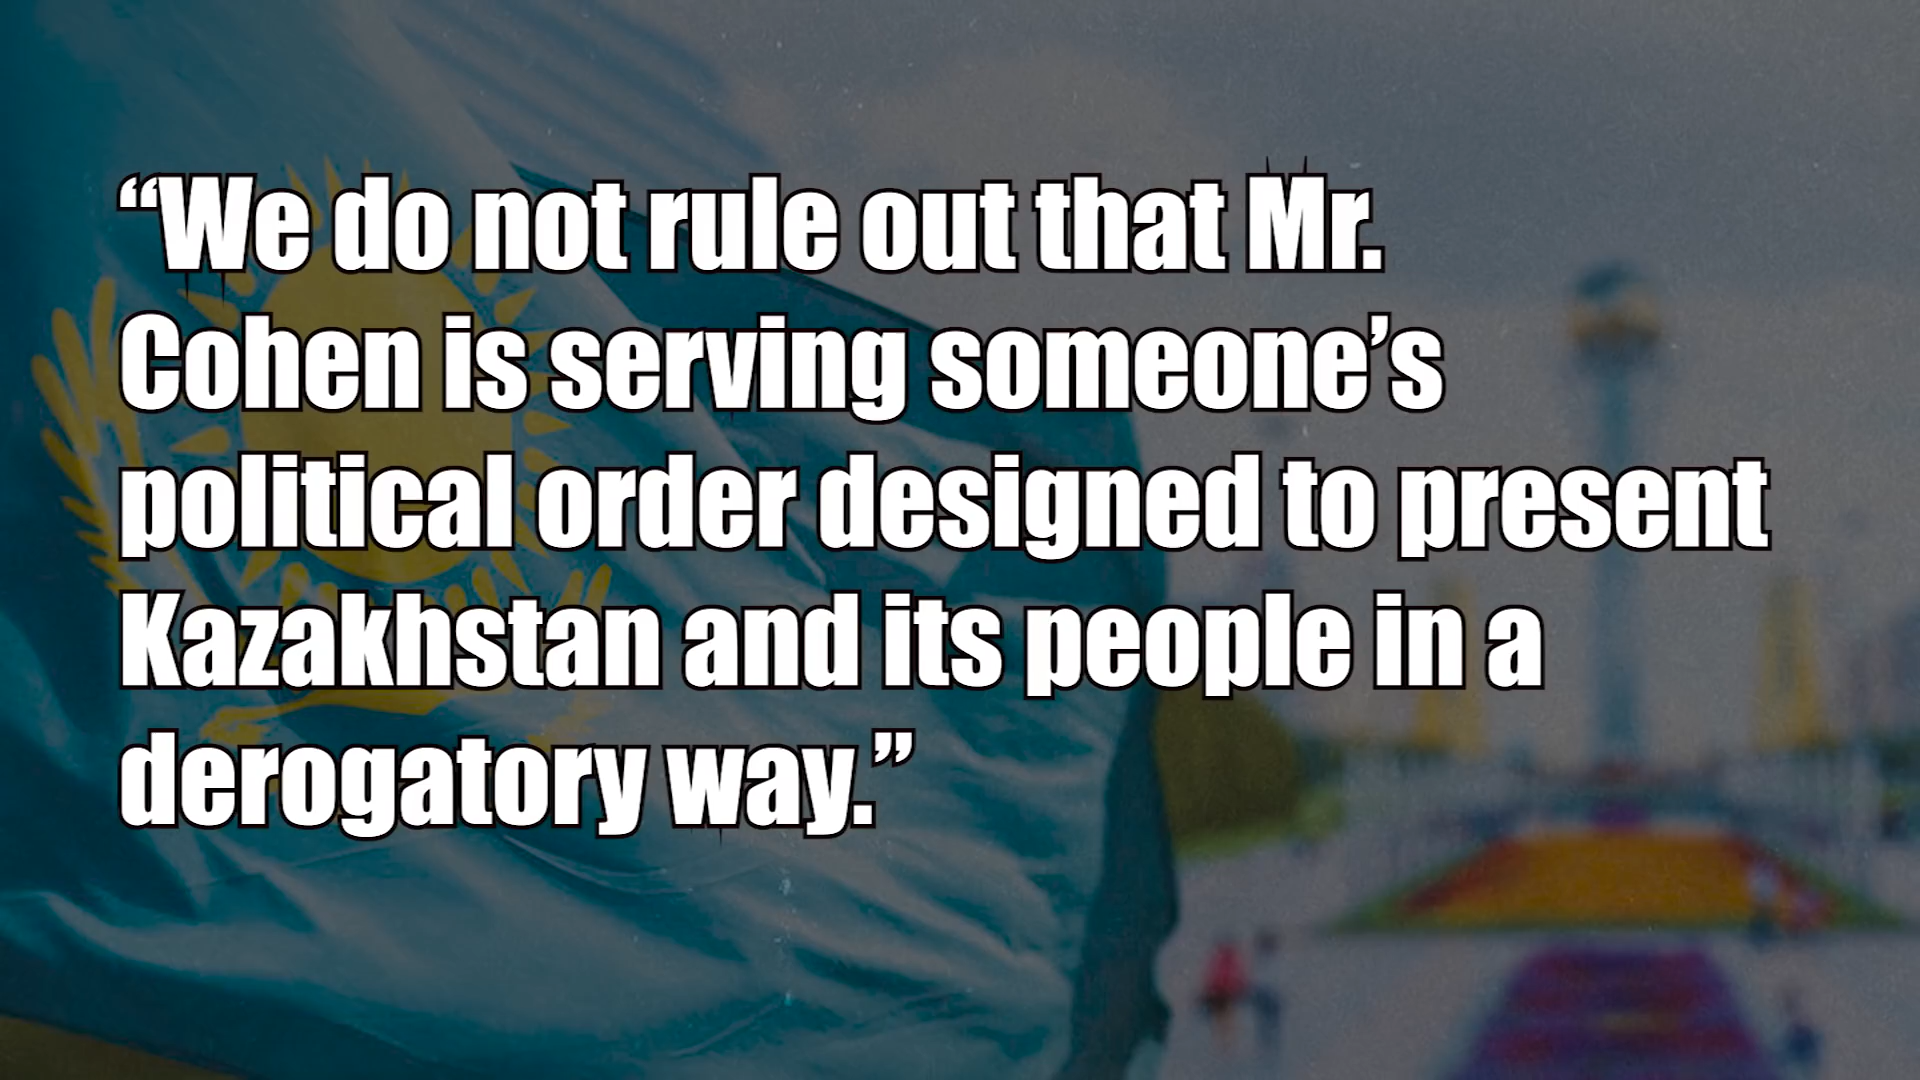 “We do not rule out that Mr.
Cohen is serving someone’s
political order designed to present
Kazakhstan and its people in a
derogatory way.”